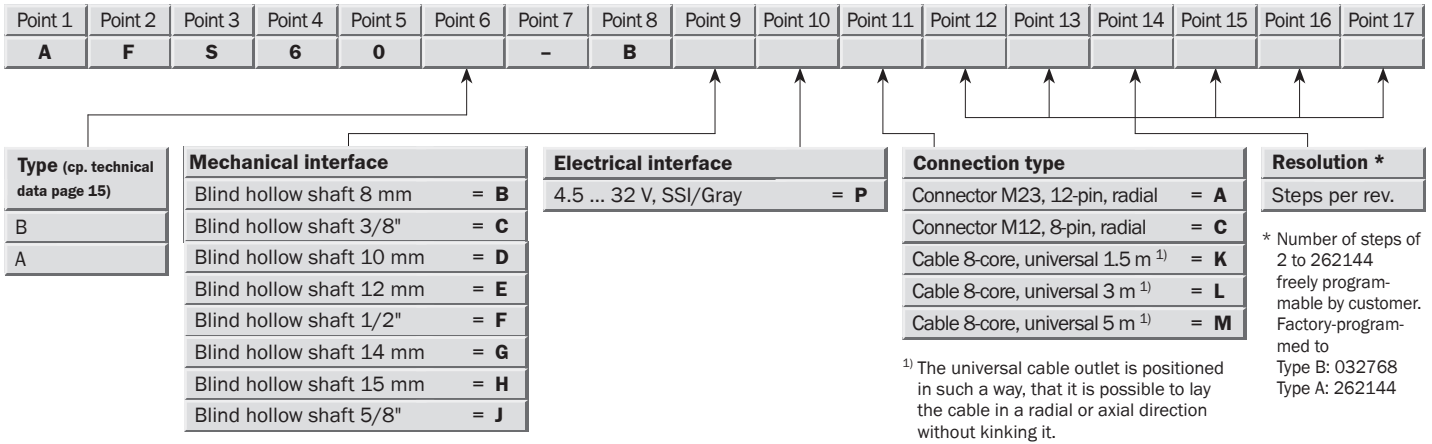 Point 1 Point 2 Point 3 Point 4 Point 5 Point 6 Point 7 Point 8 Point 9 Point 10 Point 11 Point 12 Point 13 Point 14 Point 15 Point 16 Point 17
A F S 6 0 – B
Type (cp. technical
data page 15)
B
A
Mechanical interface
Blind hollow shaft 8 mm = B
Blind hollow shaft 3/8" = C
Blind hollow shaft 10 mm = D
Blind hollow shaft 12 mm = E
Blind hollow shaft 1/2" = F
Blind hollow shaft 14 mm = G
Blind hollow shaft 15 mm = H
Blind hollow shaft 5/8" = J
Electrical interface
4.5 ... 32 V, SSI/Gray = P
Connection type
Connector M23, 12-pin, radial = A
Connector M12, 8-pin, radial = C
Cable 8-core, universal 1.5 m 1) = K
Cable 8-core, universal 3 m 1) = L
Cable 8-core, universal 5 m 1) = M
1) The universal cable outlet is positioned
in such a way, that it is possible to lay
the cable in a radial or axial direction
without kinking it.
Resolution *
Steps per rev.
* Number of steps of
2 to 262144
freely program-
mable by customer.
Factory-program-
med to
Type B: 032768
Type A: 262144